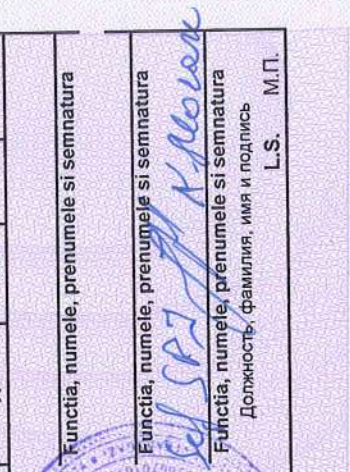 Functia, numele, prenumele si semnatura
Functia, numele, prenumele si semnatura
Functia, numele, prenumele si semnatura
Должность, фамилия, имя и подпись
L.S. М.П.